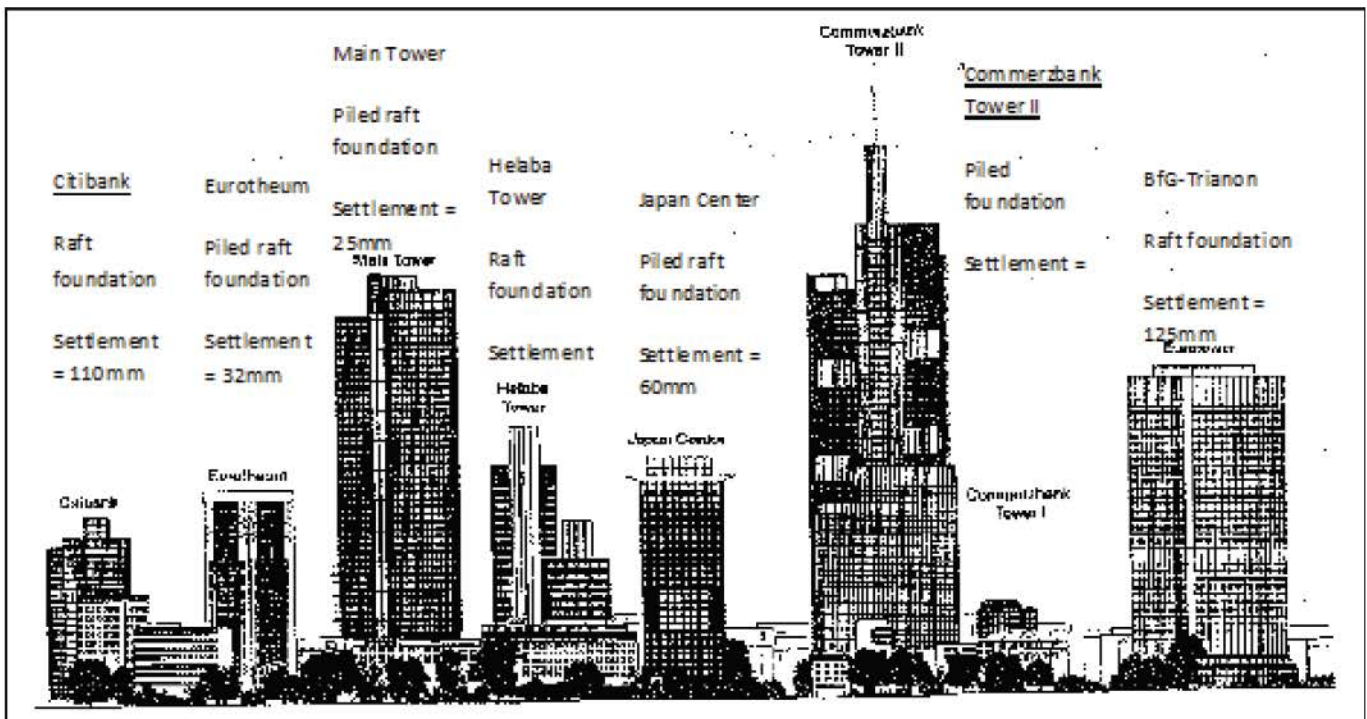 Citibank
Raft
foundation
Settlement
= 110mm
Eurotheum
Piled raft
foundation
Settlement
= 32mm
Main Tower
Piled raft
foundation
Settlement =
25mm
Main Tower
Helaba
Tower
Raft
foundation
Settlement
Japan Center
Piled raft
foundation
Settlement =
60mm
Commerzbank
Tower II
Commerzbank
Tower II
Piled
foundation
Settlement =
BfG-Trianon
Raft foundation
Settlement =
125mm
Citibank
Eurotheum
Helaba
Tower
Japan Center
Commerzbank
Tower I